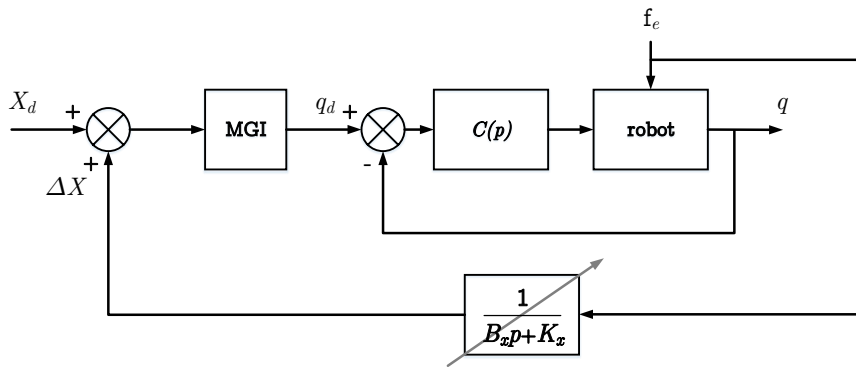 f_e
X_d + MGI q_d + C(p) robot q
+ -
ΔX
1
B_xp+K_x